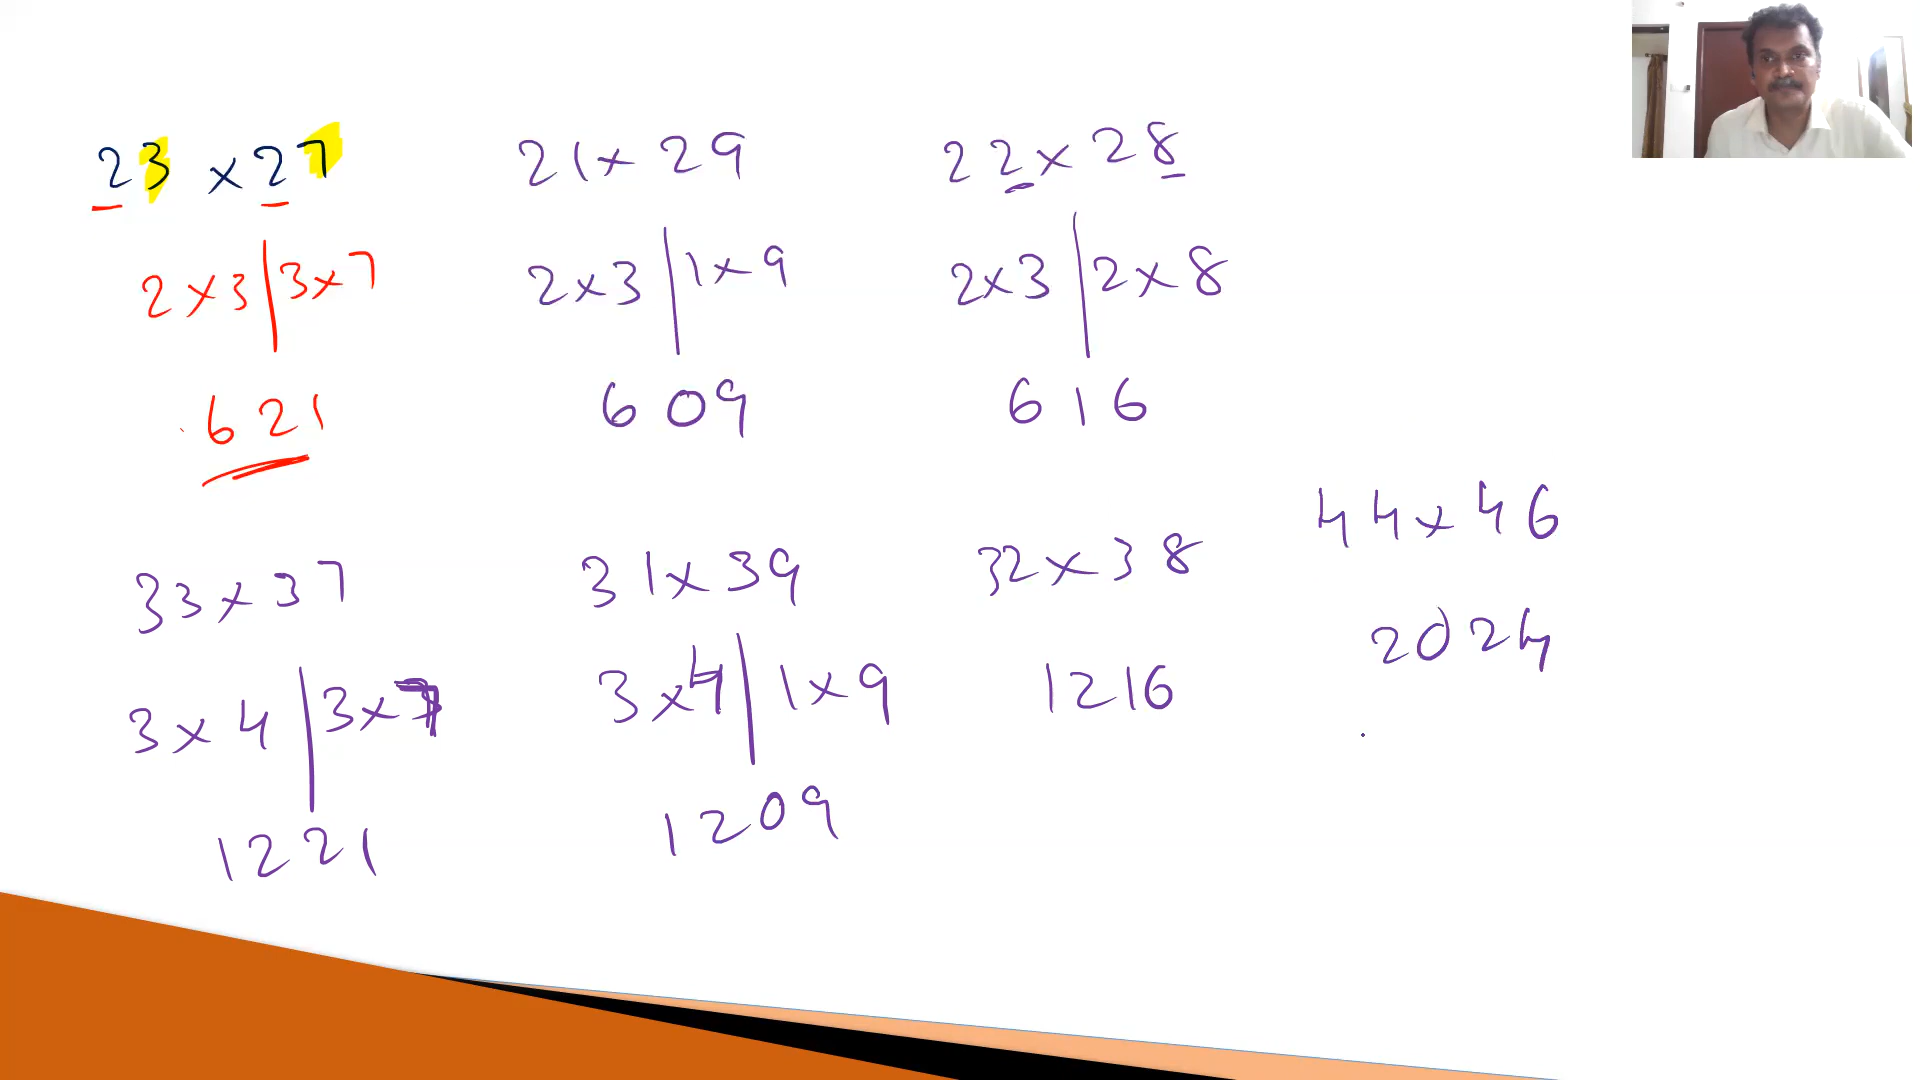 23 x 27
2 x 3 | 3 x 7
621
21 x 29
2 x 3 | 1 x 9
609
22 x 28
2 x 3 | 2 x 8
616
33 x 37
3 x 4 | 3 x 7
1221
31 x 39
3 x 4 | 1 x 9
1209
32 x 38
1216
44 x 46
2024